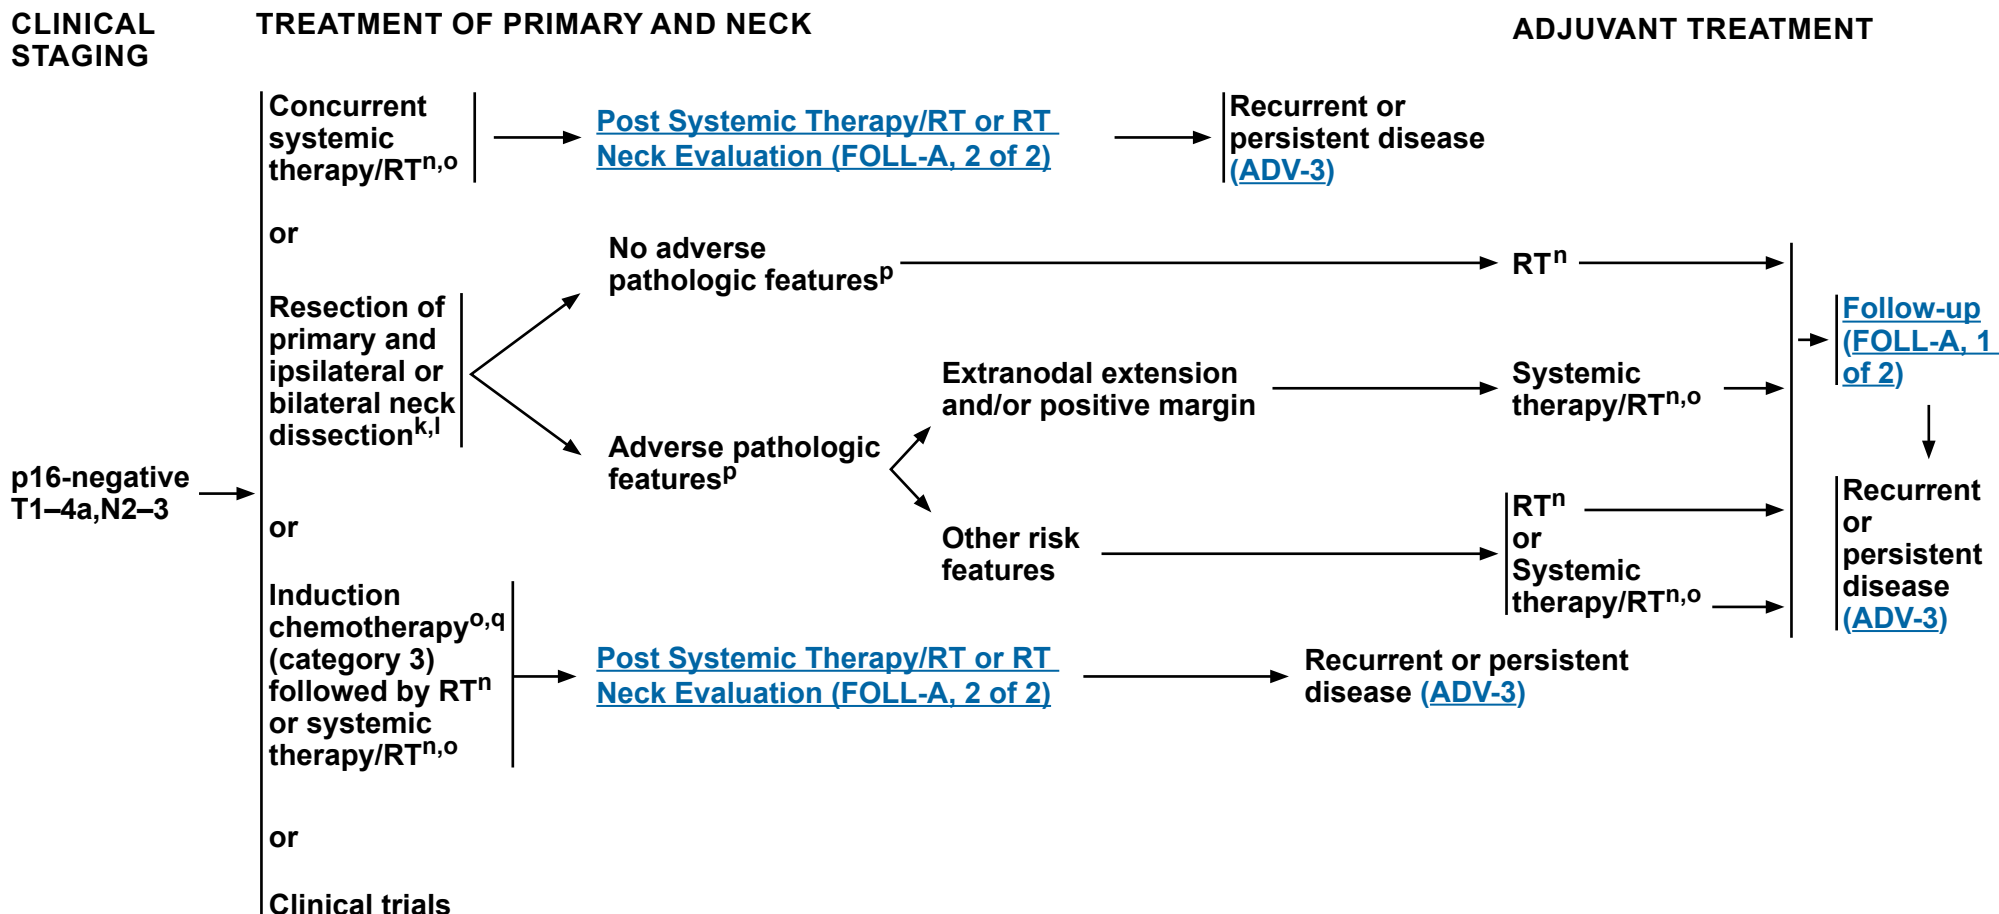 CLINICAL
STAGING
TREATMENT OF PRIMARY AND NECK
ADJUVANT TREATMENT
p16-negative
T1–4a,N2–3
Concurrent
systemic
therapy/RTn,o
Post Systemic Therapy/RT or RT
Neck Evaluation (FOLL-A, 2 of 2)
Recurrent or
persistent disease
(ADV-3)
or
Resection of
primary and
ipsilateral or
bilateral neck
dissectionk,l
No adverse
pathologic featuresp
RTn
Adverse pathologic
featuresp
Extranodal extension
and/or positive margin
Systemic
therapy/RTn,o
Other risk
features
RTn
or
Systemic
therapy/RTn,o
Follow-up
(FOLL-A, 1
of 2)
Recurrent
or
persistent
disease
(ADV-3)
or
Induction
chemotherapyo,q
(category 3)
followed by RTn
or systemic
therapy/RTn,o
Post Systemic Therapy/RT or RT
Neck Evaluation (FOLL-A, 2 of 2)
Recurrent or persistent
disease (ADV-3)
or
Clinical trials